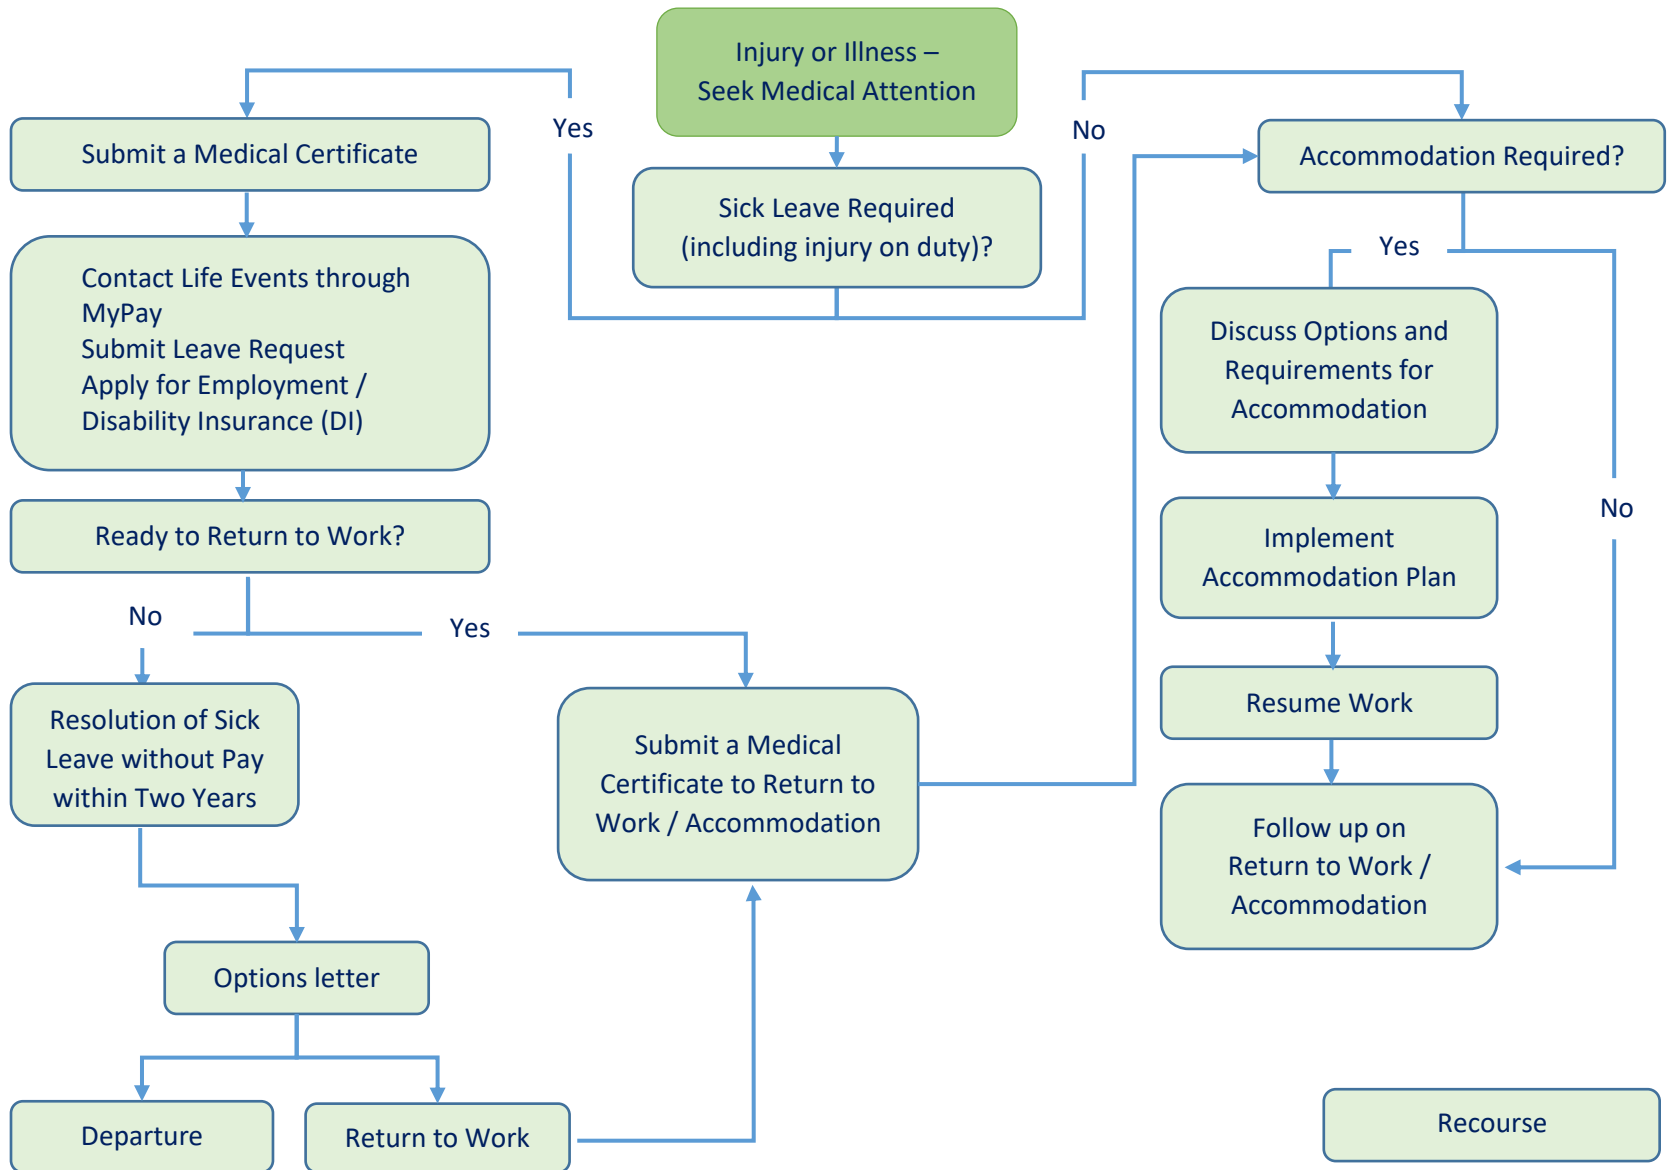 Injury or Illness –
Seek Medical Attention
Yes
No
Submit a Medical Certificate
Accommodation Required?
Sick Leave Required
(including injury on duty)?
Contact Life Events through
MyPay
Submit Leave Request
Apply for Employment /
Disability Insurance (DI)
Yes
Discuss Options and
Requirements for
Accommodation
No
Ready to Return to Work?
Implement
Accommodation Plan
No
Yes
Resolution of Sick
Leave without Pay
within Two Years
Submit a Medical
Certificate to Return to
Work / Accommodation
Resume Work
Follow up on
Return to Work /
Accommodation
Options letter
Departure
Return to Work
Recourse